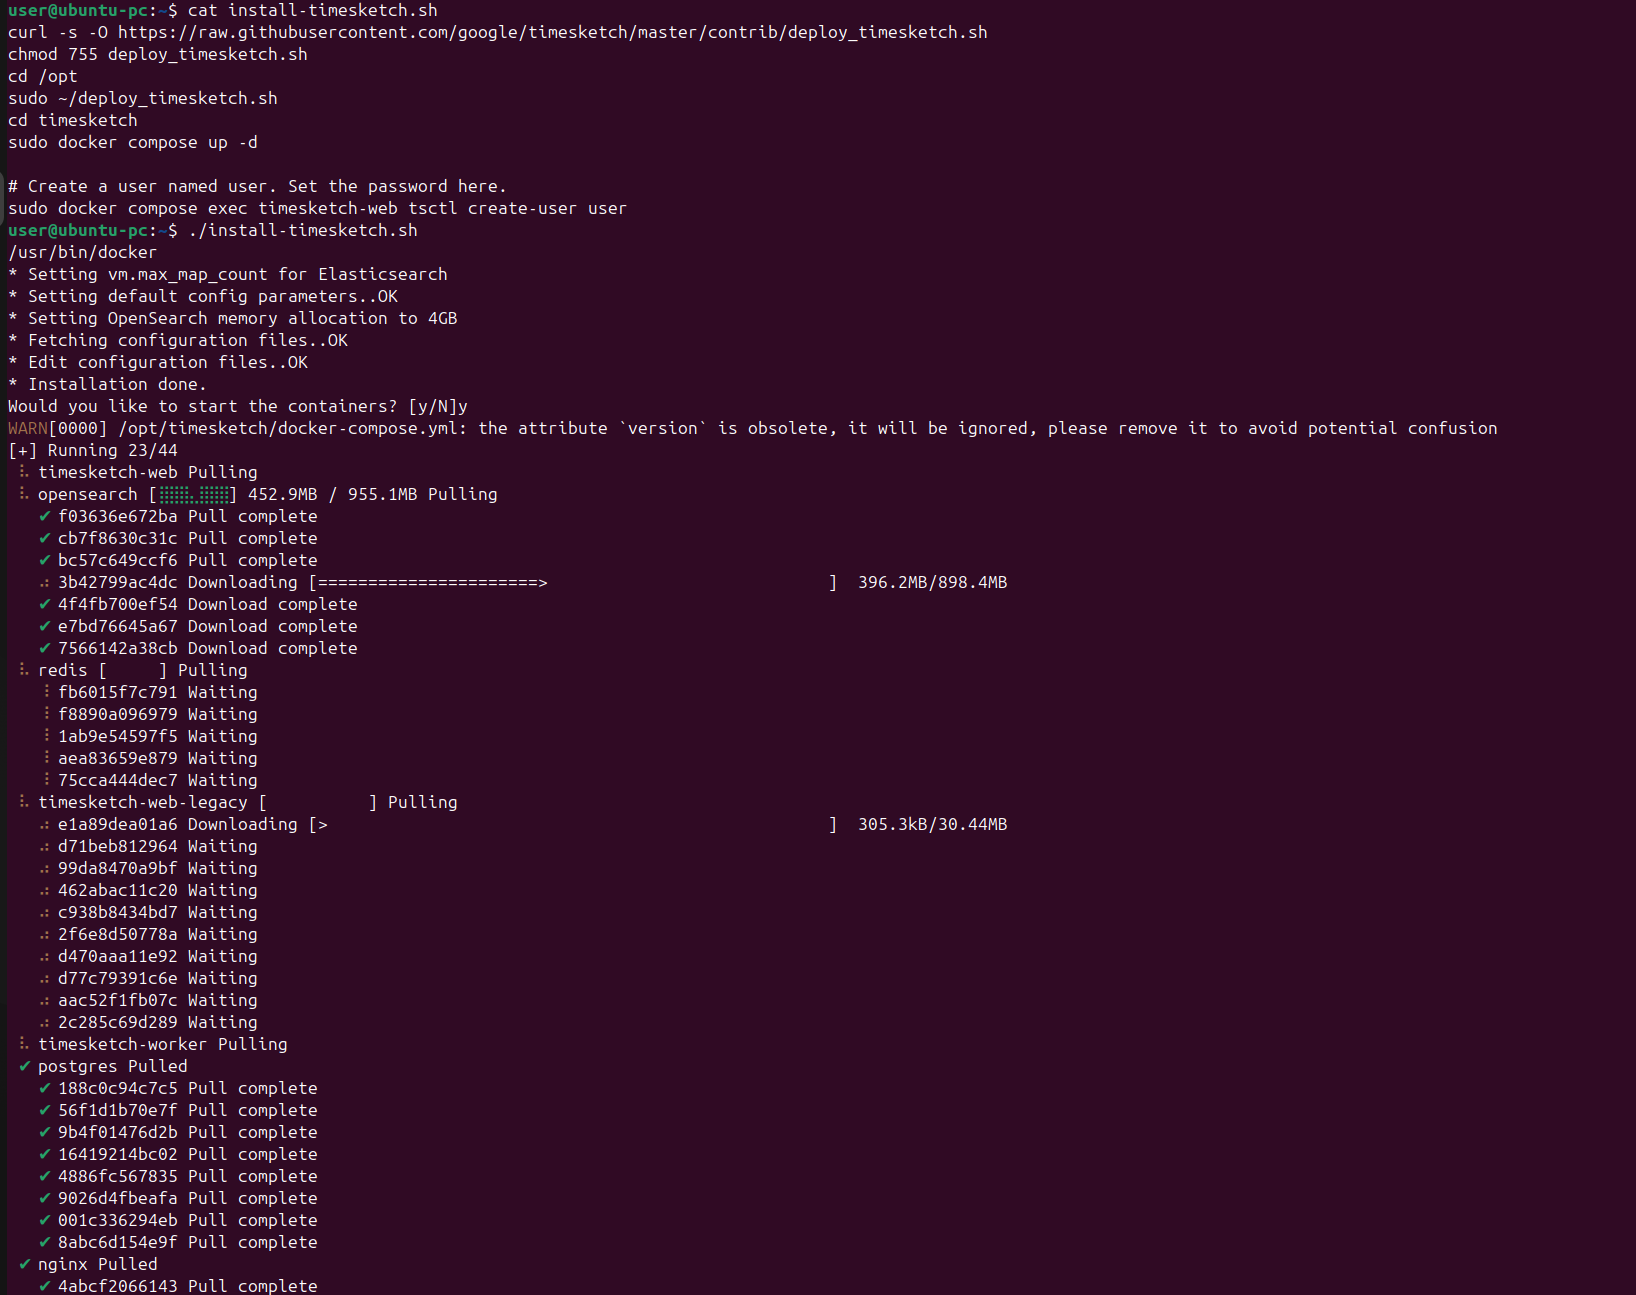 user@ubuntu-pc:~$ cat install-timesketch.sh
curl -s -O https://raw.githubusercontent.com/google/timesketch/master/contrib/deploy_timesketch.sh
chmod 755 deploy_timesketch.sh
cd /opt
sudo ~/deploy_timesketch.sh
cd timesketch
sudo docker compose up -d

# Create a user named user. Set the password here.
sudo docker compose exec timesketch-web tsctl create-user user
user@ubuntu-pc:~$ ./install-timesketch.sh
/usr/bin/docker
* Setting vm.max_map_count for Elasticsearch
* Setting default config parameters..OK
* Setting OpenSearch memory allocation to 4GB
* Fetching configuration files..OK
* Edit configuration files..OK
* Installation done.
Would you like to start the containers? [y/N]y
WARN[0000] /opt/timesketch/docker-compose.yml: the attribute `version` is obsolete, it will be ignored, please remove it to avoid potential confusion
[+] Running 23/44
⠧ timesketch-web Pulling
⠧ opensearch [⣿⣿⣿⣀⣿⣿⣿] 452.9MB / 955.1MB Pulling
✔ f03636e672ba Pull complete
✔ cb7f8630c31c Pull complete
✔ bc57c649ccf6 Pull complete
⠴ 3b42799ac4dc Downloading [======================>                            ]  396.2MB/898.4MB
✔ 4f4fb700ef54 Download complete
✔ e7bd76645a67 Download complete
✔ 7566142a38cb Download complete
⠧ redis [     ] Pulling
⠸ fb6015f7c791 Waiting
⠸ f8890a096979 Waiting
⠸ 1ab9e54597f5 Waiting
⠸ aea83659e879 Waiting
⠸ 75cca444dec7 Waiting
⠧ timesketch-web-legacy [          ] Pulling
⠴ e1a89dea01a6 Downloading [>                                                  ]  305.3kB/30.44MB
⠴ d71beb812964 Waiting
⠴ 99da8470a9bf Waiting
⠴ 462abac11c20 Waiting
⠴ c938b8434bd7 Waiting
⠴ 2f6e8d50778a Waiting
⠴ d470aaa11e92 Waiting
⠴ d77c79391c6e Waiting
⠴ aac52f1fb07c Waiting
⠴ 2c285c69d289 Waiting
⠧ timesketch-worker Pulling
✔ postgres Pulled
✔ 188c0c94c7c5 Pull complete
✔ 56f1d1b70e7f Pull complete
✔ 9b4f01476d2b Pull complete
✔ 16419214bc02 Pull complete
✔ 4886fc567835 Pull complete
✔ 9026d4fbeafa Pull complete
✔ 001c336294eb Pull complete
✔ 8abc6d154e9f Pull complete
✔ nginx Pulled
✔ 4abcf2066143 Pull complete